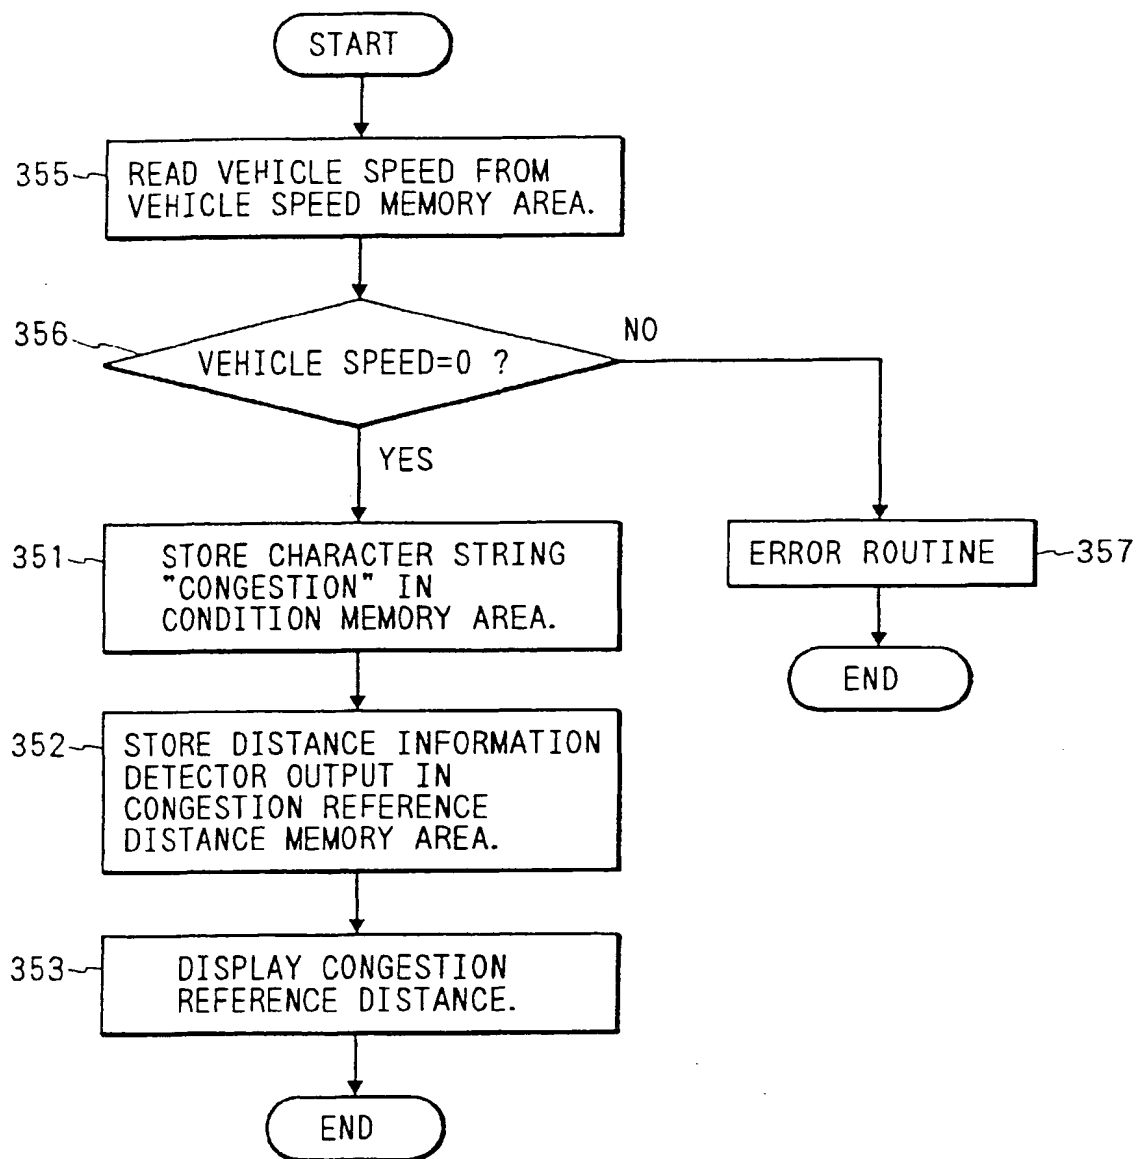 START
355
READ VEHICLE SPEED FROM
VEHICLE SPEED MEMORY AREA.
356
VEHICLE SPEED=0 ?
NO
YES
351
STORE CHARACTER STRING
"CONGESTION" IN
CONDITION MEMORY AREA.
ERROR ROUTINE
357
END
352
STORE DISTANCE INFORMATION
DETECTOR OUTPUT IN
CONGESTION REFERENCE
DISTANCE MEMORY AREA.
353
DISPLAY CONGESTION
REFERENCE DISTANCE.
END